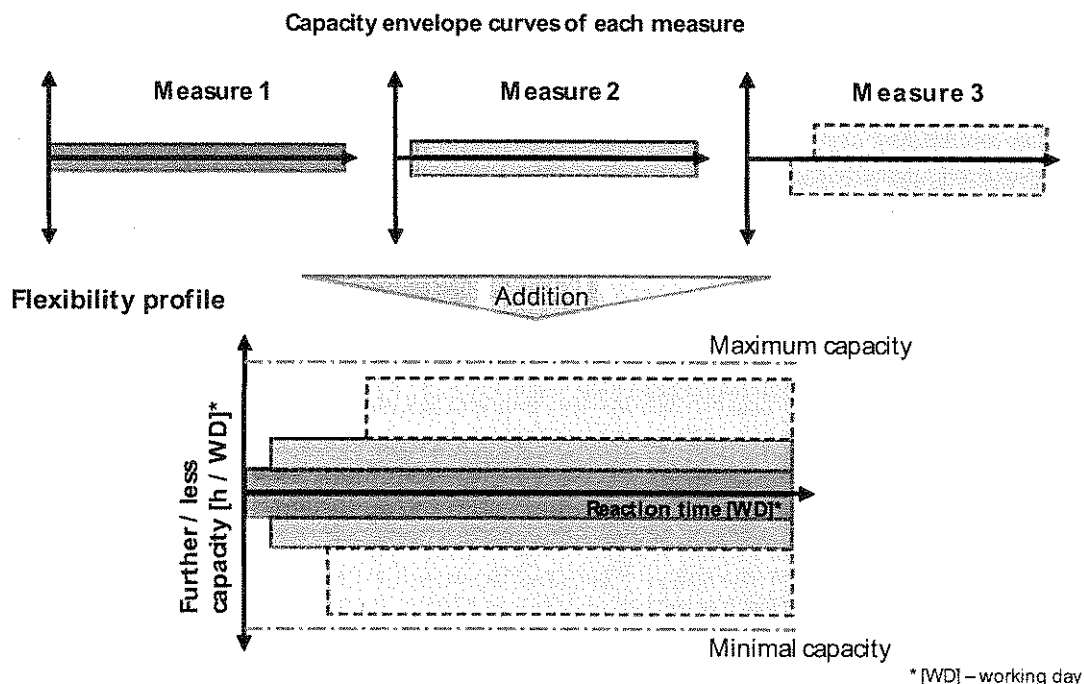 Capacity envelope curves of each measure
Measure 1
Measure 2
Measure 3
Flexibility profile
Addition
Maximum capacity
Further / less
capacity [h / WD]*
Reaction time [WD]*
Minimal capacity
* [WD] – working day